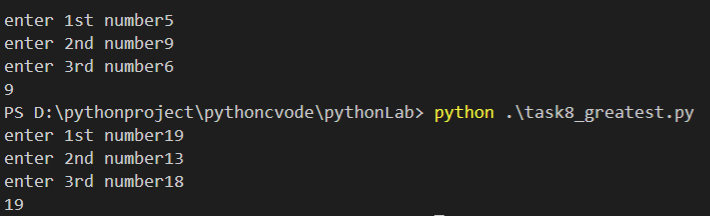 enter 1st number5
enter 2nd number9
enter 3rd number6
9
PS D:\pythonproject\pythoncvode\pythonLab> python .\task8_greatest.py
enter 1st number19
enter 2nd number13
enter 3rd number18
19